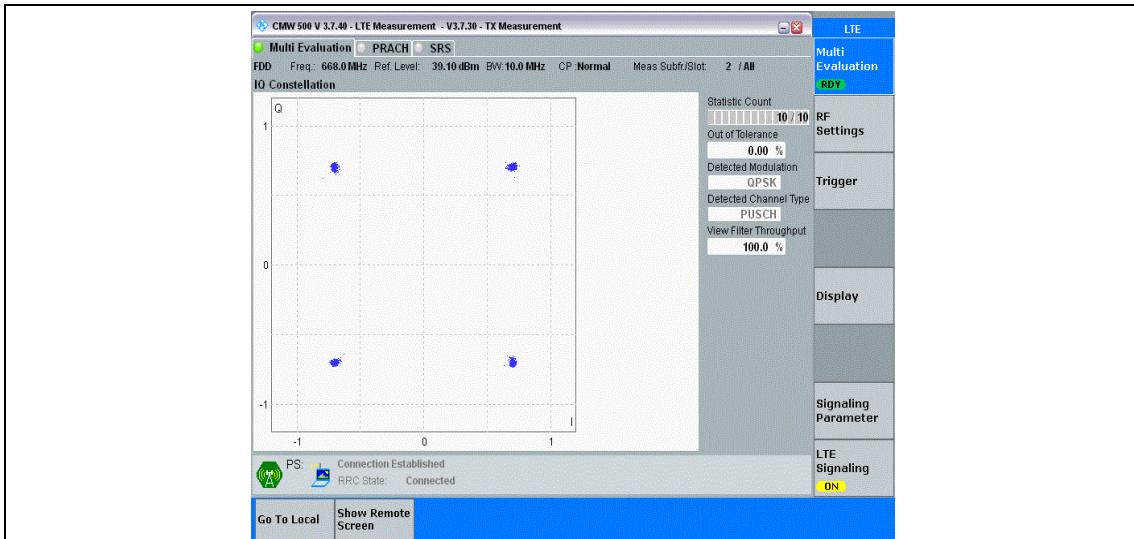 CMW 500 V 3.7.40 - LTE Measurement - V3.7.30 - TX Measurement
LTE
Multi Evaluation PRACH SRS
FDD Freq.: 668.0 MHz Ref. Level: 39.10 dBm BW: 10.0 MHz CP :Normal Meas Subfr./Slot: 2 / All
IQ Constellation
Q
1
0
-1
I
-1 0 1
Statistic Count
10 / 10
Out of Tolerance
0.00 %
Detected Modulation
QPSK
Detected Channel Type
PUSCH
View Filter Throughput
100.0 %
Multi
Evaluation
RDY
RF
Settings
Trigger
Display
Signaling
Parameter
LTE
Signaling
ON
PS: Connection Established
RRC State: Connected
Go To Local
Show Remote
Screen